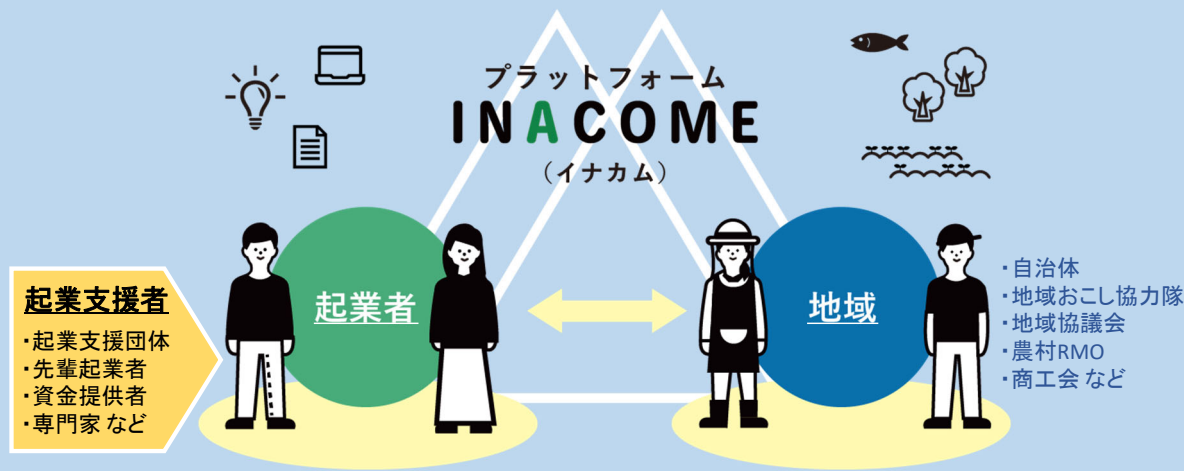 プラットフォーム
INACOME
(イナカム)
起業支援者
・起業支援団体
・先輩起業者
・資金提供者
・専門家 など
起業者
地域
・自治体
・地域おこし協力隊
・地域協議会
・農村RMO
・商工会 など